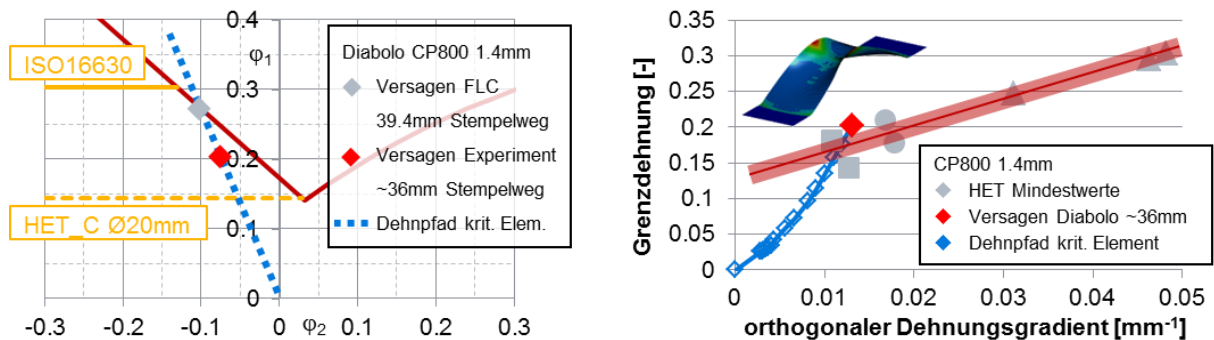 0.4
φ1
0.3
0.2
0.1
0
-0.3
-0.2
-0.1
0
φ2
0.1
0.2
0.3
ISO16630
HET_C Ø20mm
Diabolo CP800 1.4mm
Versagen FLC
39.4mm Stempelweg
Versagen Experiment
~36mm Stempelweg
Dehnpfad krit. Elem.
Grenzdehnung [-]
0.35
0.3
0.25
0.2
0.15
0.1
0.05
0
0
0.01
0.02
0.03
0.04
0.05
orthogonaler Dehnungsgradient [mm-1]
CP800 1.4mm
HET Mindestwerte
Versagen Diabolo ~36mm
Dehnpfad krit. Element